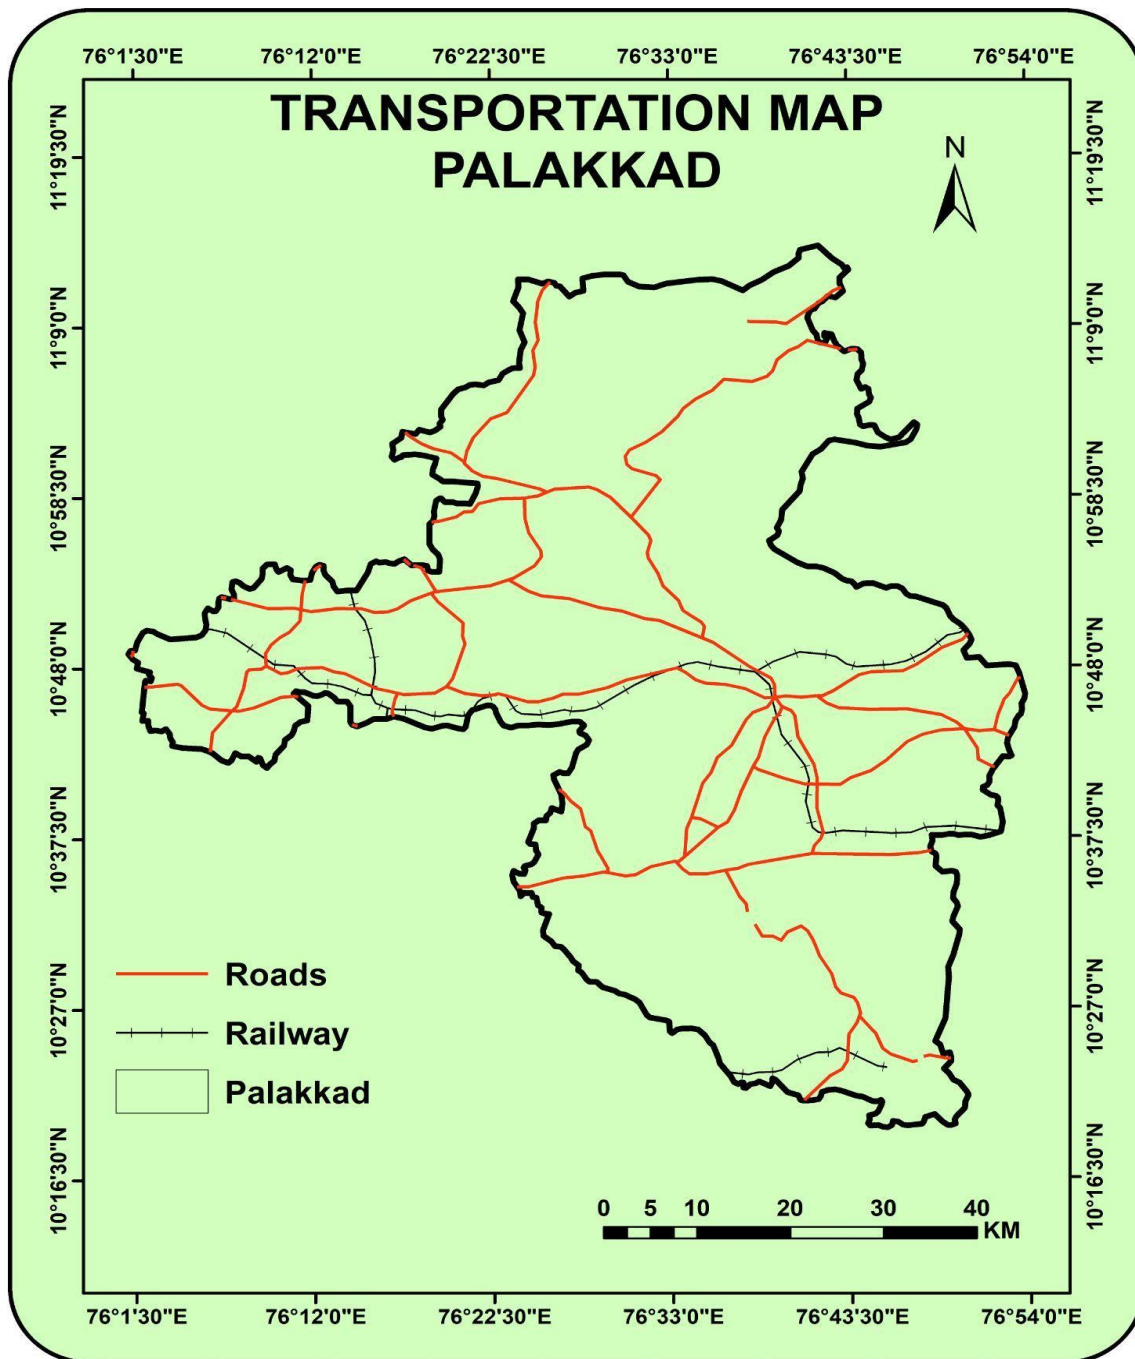 76°1'30"E 76°12'0"E 76°22'30"E 76°33'0"E 76°43'30"E 76°54'0"E
TRANSPORTATION MAP
PALAKKAD
N
11°19'30"N 11°19'30"N
11°9'0"N 11°9'0"N
10°58'30"N 10°58'30"N
10°48'0"N 10°48'0"N
10°37'30"N 10°37'30"N
10°27'0"N 10°27'0"N
10°16'30"N 10°16'30"N
Roads
Railway
Palakkad
0 5 10 20 30 40
KM
76°1'30"E 76°12'0"E 76°22'30"E 76°33'0"E 76°43'30"E 76°54'0"E